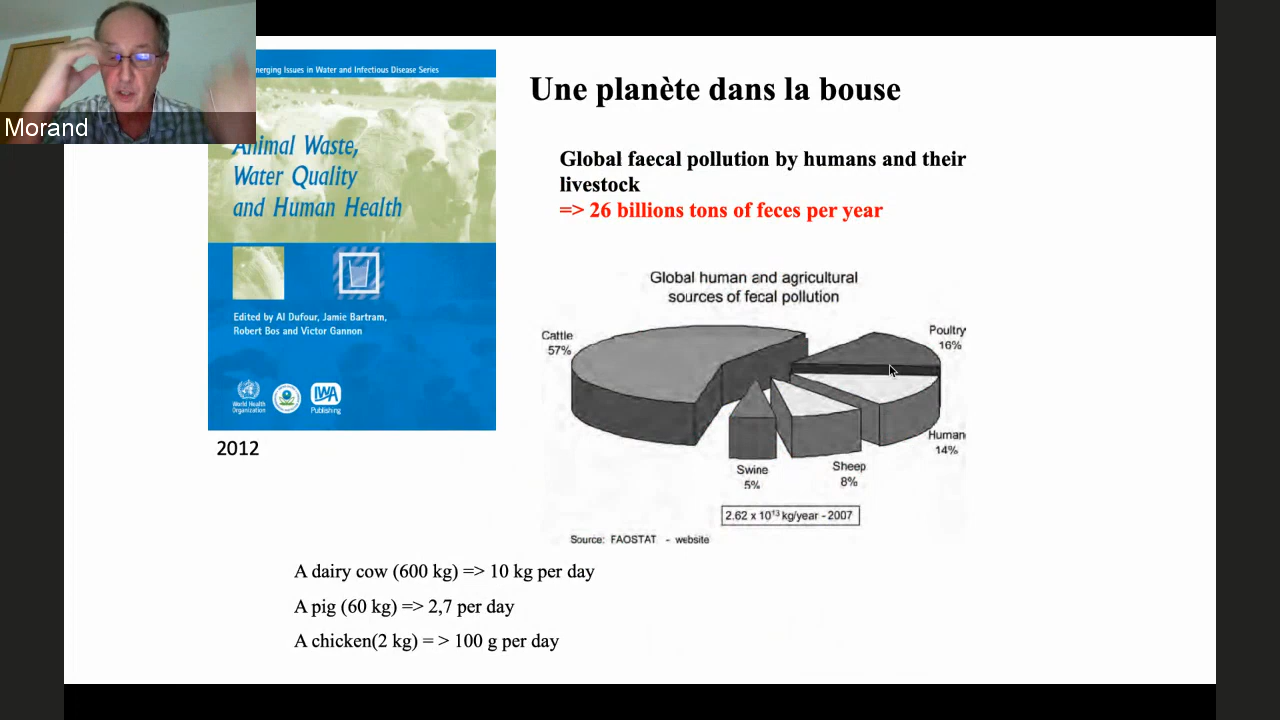 Morand
merging Issues in Water and Infectious Disease Series
Animal Waste,
Water Quality
and Human Health
Edited by Al Dufour, Jamie Bartram,
Robert Bos and Victor Gannon
World Health
Organization
IWA
Publishing
2012
Une planète dans la bouse
Global faecal pollution by humans and their
livestock
=> 26 billions tons of feces per year
Global human and agricultural
sources of fecal pollution
Cattle
57%
Poultry
16%
Human
14%
Sheep
8%
Swine
5%
2.62 x 10¹³ kg/year - 2007
Source: FAOSTAT - website
A dairy cow (600 kg) => 10 kg per day
A pig (60 kg) => 2,7 per day
A chicken(2 kg) = > 100 g per day